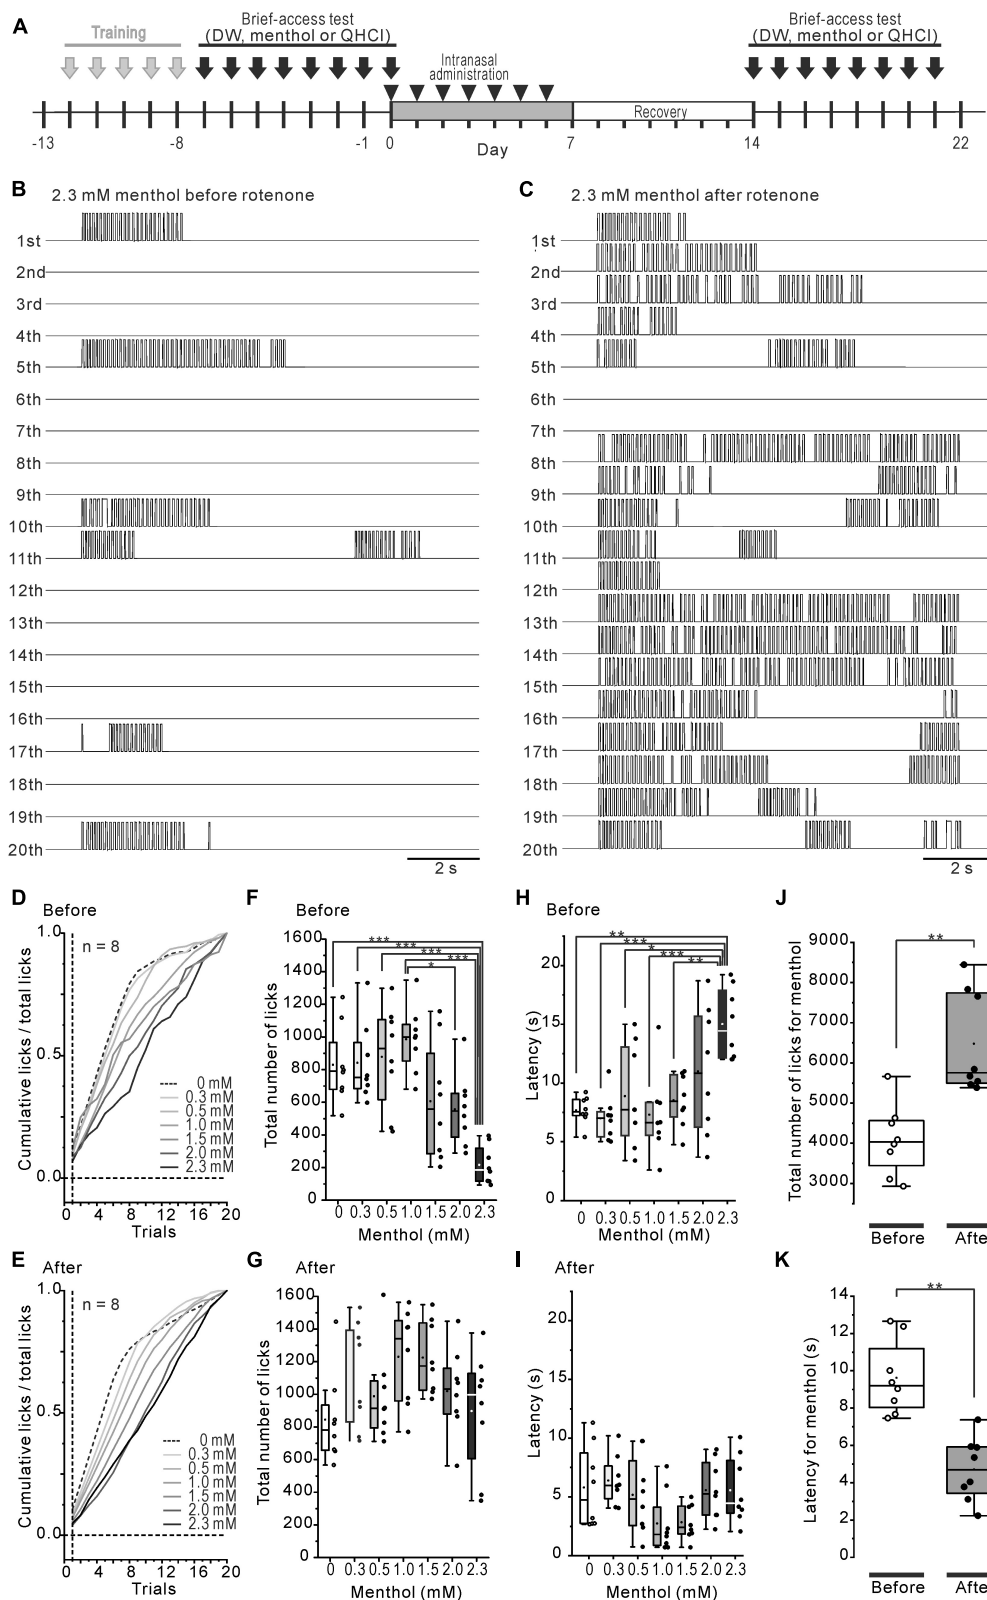 A
Training
Brief-access test
(DW, menthol or QHCl)
Intranasal
administration
Brief-access test
(DW, menthol or QHCl)
Recovery
-13 -8 -1 0 7 14 22
Day
B 2.3 mM menthol before rotenone
1st
2nd
3rd
4th
5th
6th
7th
8th
9th
10th
11th
12th
13th
14th
15th
16th
17th
18th
19th
20th
2 s
C 2.3 mM menthol after rotenone
1st
2nd
3rd
4th
5th
6th
7th
8th
9th
10th
11th
12th
13th
14th
15th
16th
17th
18th
19th
20th
2 s
D Before
Cumulative licks / total licks
1.0
0.5
0.0
n = 8
0 mM
0.3 mM
0.5 mM
1.0 mM
1.5 mM
2.0 mM
2.3 mM
0 4 8 12 16 20
Trials
F Before
Total number of licks
1600
1400
1200
1000
800
600
400
200
0
***
***
***
***
*
0 0.3 0.5 1.0 1.5 2.0 2.3
Menthol (mM)
H Before
Latency (s)
20
15
10
5
0
**
***
*
***
**
0 0.3 0.5 1.0 1.5 2.0 2.3
Menthol (mM)
J
Total number of licks for menthol
9000
8000
7000
6000
5000
4000
3000
**
Before Afte
E After
Cumulative licks / total licks
1.0
0.5
0.0
n = 8
0 mM
0.3 mM
0.5 mM
1.0 mM
1.5 mM
2.0 mM
2.3 mM
0 4 8 12 16 20
Trials
G After
Total number of licks
1600
1400
1200
1000
800
600
400
200
0
0 0.3 0.5 1.0 1.5 2.0 2.3
Menthol (mM)
I After
Latency (s)
20
15
10
5
0
0 0.3 0.5 1.0 1.5 2.0 2.3
Menthol (mM)
K
Latency for menthol (s)
14
12
10
8
6
4
2
0
**
Before Afte